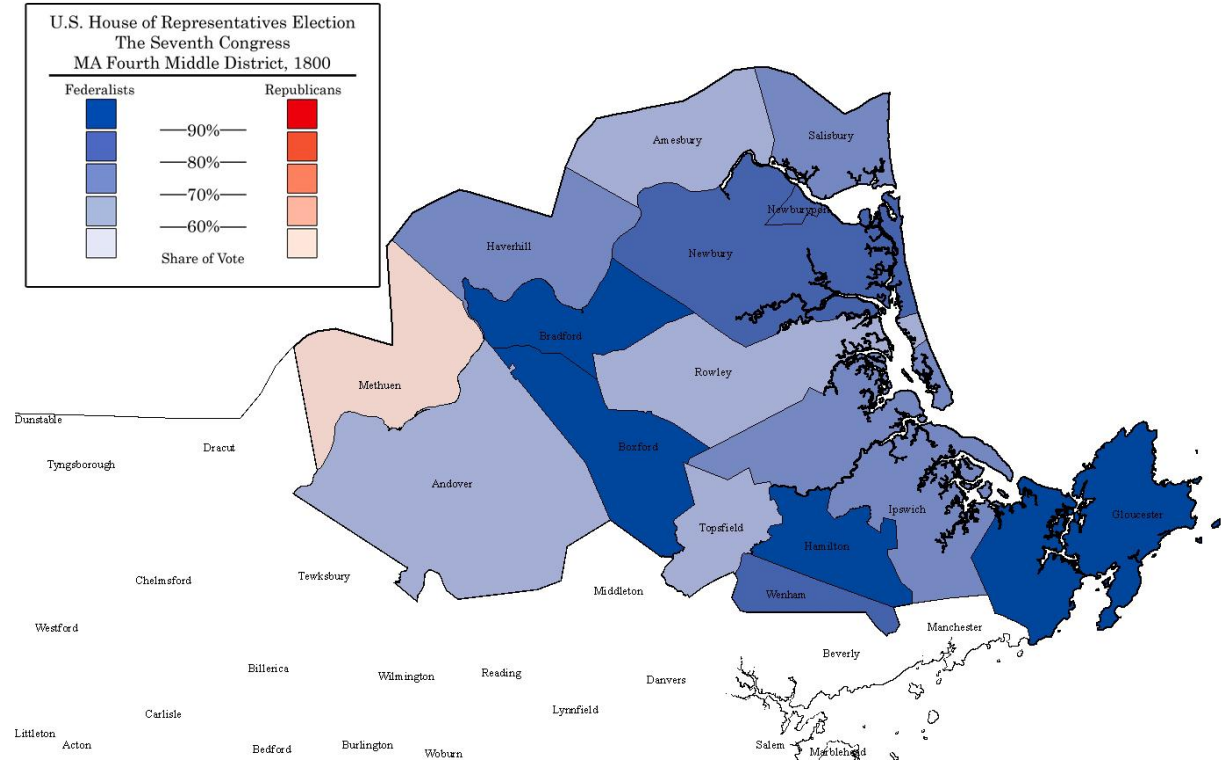 U.S. House of Representatives Election
The Seventh Congress
MA Fourth Middle District, 1800
Federalists
Republicans
90%
80%
70%
60%
Share of Vote
Amesbury
Salisbury
Newburyport
Haverhill
Newbury
Bradford
Rowley
Methuen
Dunstable
Dracut
Boxford
Tyngsborough
Andover
Ipswich
Gloucester
Topsfield
Hamilton
Chelmsford
Tewksbury
Middleton
Wenham
Westford
Manchester
Beverly
Billerica
Wilmington
Reading
Danvers
Carlisle
Lynnfield
Littleton
Acton
Bedford
Burlington
Woburn
Salem
Marblehead